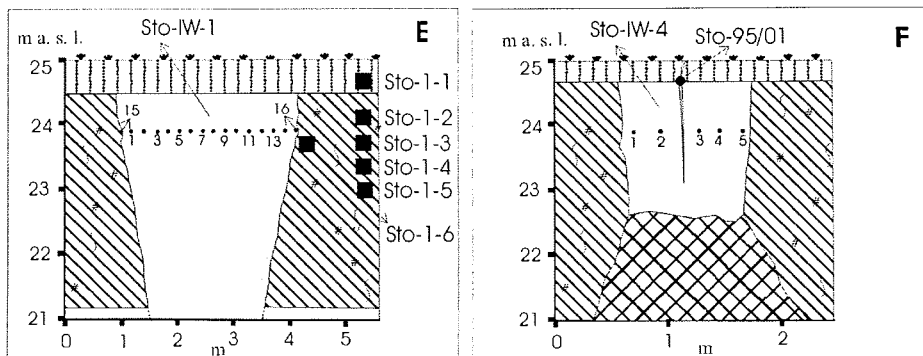 Sto-IW-1
E
m a. s. l.
25
24
23
22
21
15
16
1 3 5 7 9 11 13
Sto-1-1
Sto-1-2
Sto-1-3
Sto-1-4
Sto-1-5
Sto-1-6
0 1 2 3 4 5
m
Sto-IW-4
Sto-95/01
F
m a. s. l.
25
24
23
22
21
1 2 3 4 5
0 1 2
m